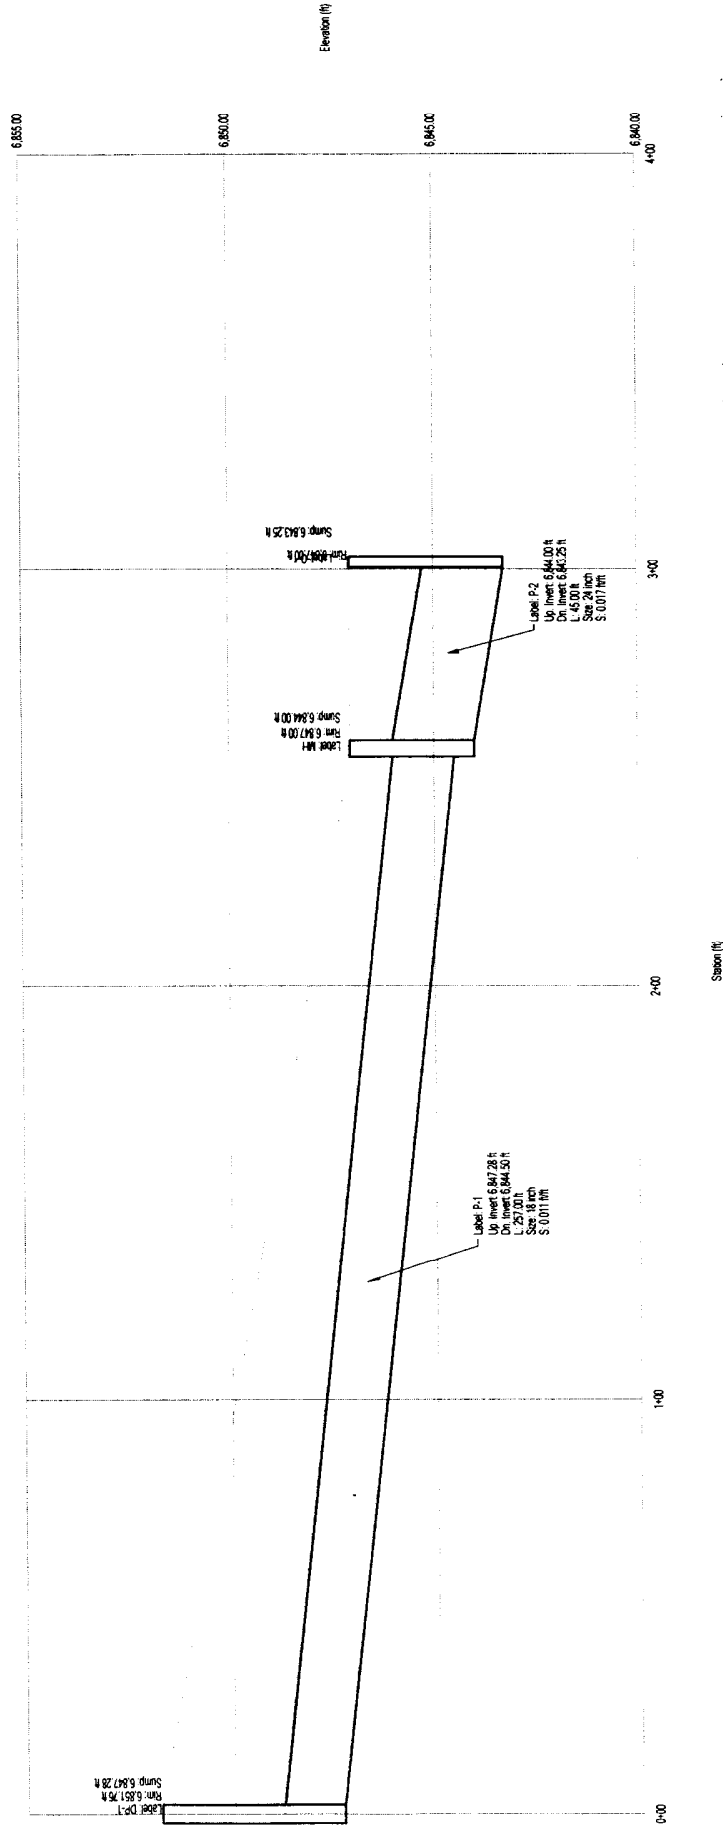 Elevation (ft)
6,855.00
6,850.00
6,845.00
6,840.00
4+00
Sump: 6,843.25 ft
Rim: 6,847.00 ft
3+00
Label: P-2
Up. Invert: 6,844.00 ft
Dn. Invert: 6,843.25 ft
L: 45.00 ft
Size: 24 inch
S: 0.017 ft/ft
Sump: 6,844.00 ft
Rim: 6,847.00 ft
Label: MH
2+00
Station (ft)
Label: P-1
Up. Invert: 6,847.28 ft
Dn. Invert: 6,844.50 ft
L: 257.00 ft
Size: 18 inch
S: 0.011 ft/ft
1+00
Sump: 6,847.28 ft
Rim: 6,851.76 ft
Label: DP-1
0+00